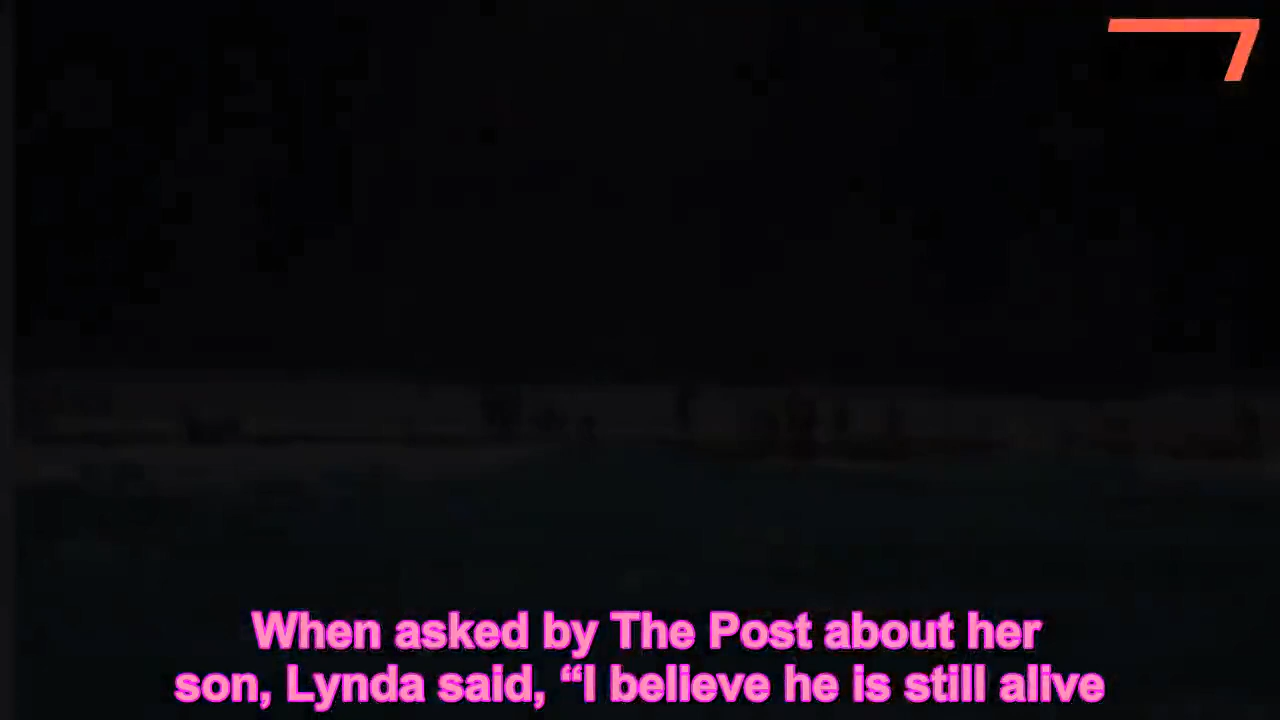 When asked by The Post about her
son, Lynda said, “I believe he is still alive